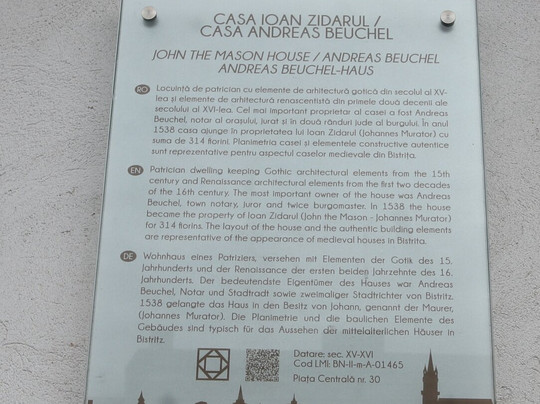 CASA IOAN ZIDARUL /
CASA ANDREAS BEUCHEL
JOHN THE MASON HOUSE / ANDREAS BEUCHEL
ANDREAS BEUCHEL-HAUS
RO Locuință de patrician cu elemente de arhitectură gotică din secolul al XV-
lea și elemente de arhitectură renascentistă din primele două decenii ale
secolului al XVI-lea. Cel mai important proprietar al casei a fost Andreas
Beuchel, notar al orașului, jurat și în două rânduri jude al burgului. În anul
1538 casa ajunge în proprietatea lui Ioan Zidarul (Johannes Murator) cu
suma de 314 florini. Planimetria casei și elementele constructive autentice
sunt reprezentative pentru aspectul caselor medievale din Bistrița.
EN Patrician dwelling keeping Gothic architectural elements from the 15th
century and Renaissance architectural elements from the first two decades
of the 16th century. The most important owner of the house was Andreas
Beuchel, town notary, juror and twice burgomaster. In 1538 the house
became the property of Ioan Zidarul (John the Mason - Johannes Murator)
for 314 florins. The layout of the house and the authentic building elements
are representative of the appearance of medieval houses in Bistrita.
DE Wohnhaus eines Patriziers, versehen mit Elementen der Gotik des 15.
Jahrhunderts und der Renaissance der ersten beiden Jahrzehnte des 16.
Jahrhunderts. Der bedeutendste Eigentümer des Hauses war Andreas
Beuchel, Notar und Stadtradt sowie zweimaliger Stadtrichter von Bistritz.
1538 gelangte das Haus in den Besitz von Johann, genannt der Maurer,
(Johannes Murator). Die Planimetrie und die baulichen Elemente des
Gebäudes sind typisch für das Aussehen der mittelalterlichen Häuser in
Bistritz.
Datare: sec. XV-XVI
Cod LMI: BN-II-m-A-01465
Piața Centrală nr. 30